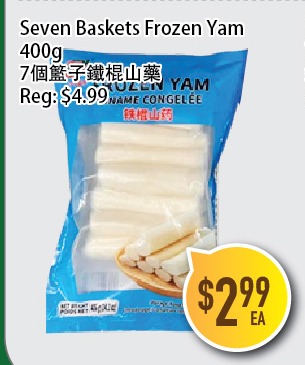 Seven Baskets Frozen Yam
400g
7個籃子鐵棍山藥
Reg: $4.99
FROZEN YAM
IGNAME CONGELÉE
铁棍山药
$2.99
EA